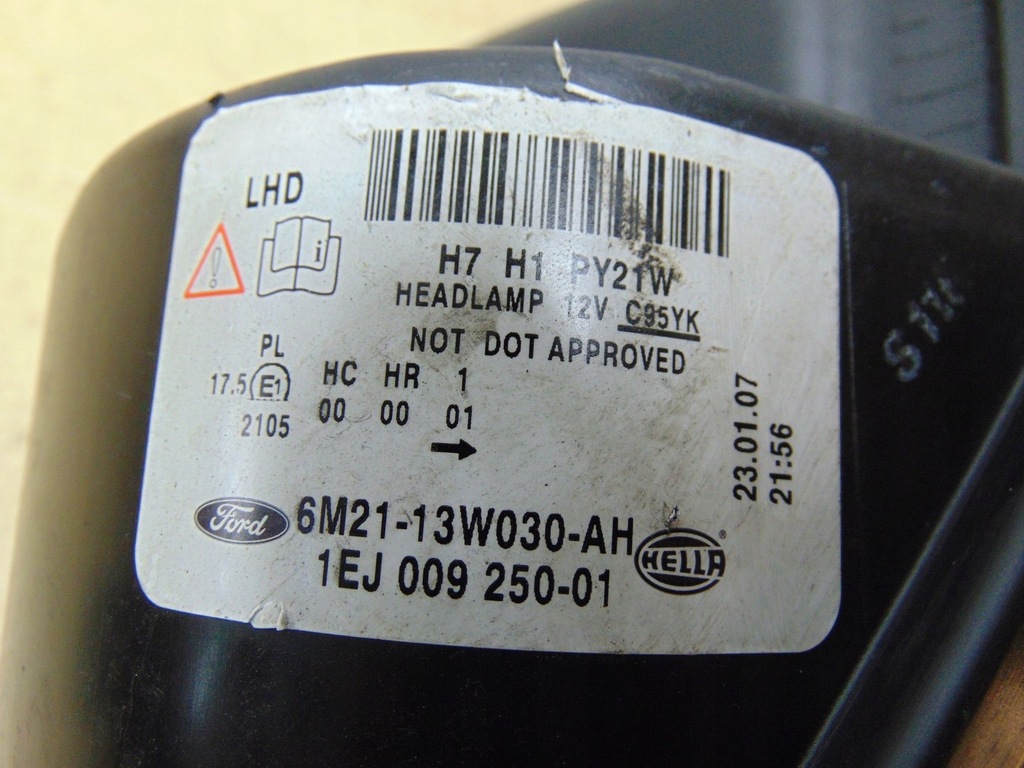 LHD
H7 H1 PY21W
HEADLAMP 12V C95YK
NOT DOT APPROVED
PL
17.5 E1 HC HR 1
2105 00 00 01
23.01.07
21:56
Ford 6M21-13W030-AH
1EJ 009 250-01 HELLA